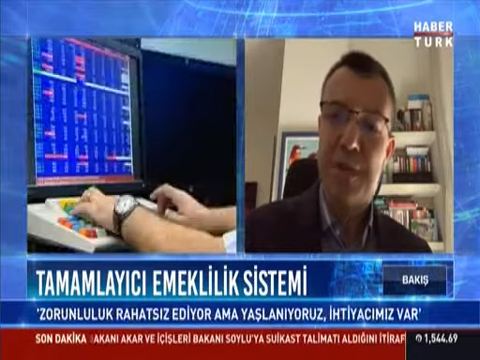 HABER
TÜRK
TAMAMLAYICI EMEKLİLİK SİSTEMİ
BAKIŞ
'ZORUNLULUK RAHATSIZ EDİYOR AMA YAŞLANIYORUZ, İHTİYACIMIZ VAR'
SON DAKİKA AKANI AKAR VE İÇİŞLERİ BAKANI SOYLU'YA SUİKAST TALİMATI ALDIĞINI İTİRAF 1,544.69